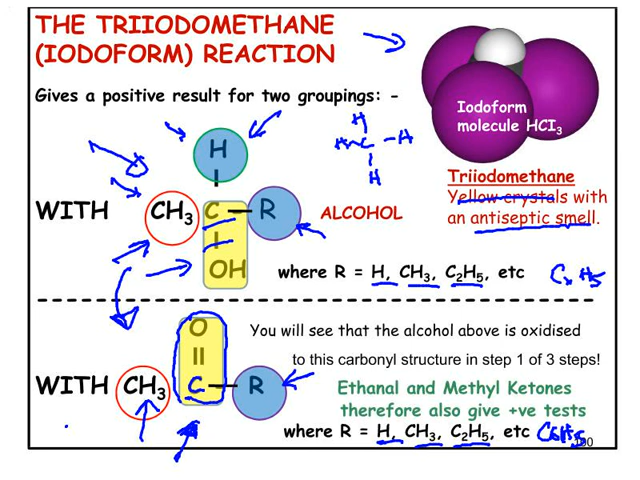 THE TRIIODOMETHANE
(IODOFORM) REACTION
Gives a positive result for two groupings: -
Iodoform
molecule HCI₃
H
H-C-H
H
Triiodomethane
Yellow crystals with
an antiseptic smell.
H
WITH CH₃ C — R ALCOHOL
OH
where R = H, CH₃, C₂H₅, etc
O
You will see that the alcohol above is oxidised
to this carbonyl structure in step 1 of 3 steps!
WITH CH₃ C — R
Ethanal and Methyl Ketones
therefore also give +ve tests
where R = H, CH₃, C₂H₅, etc C6H5